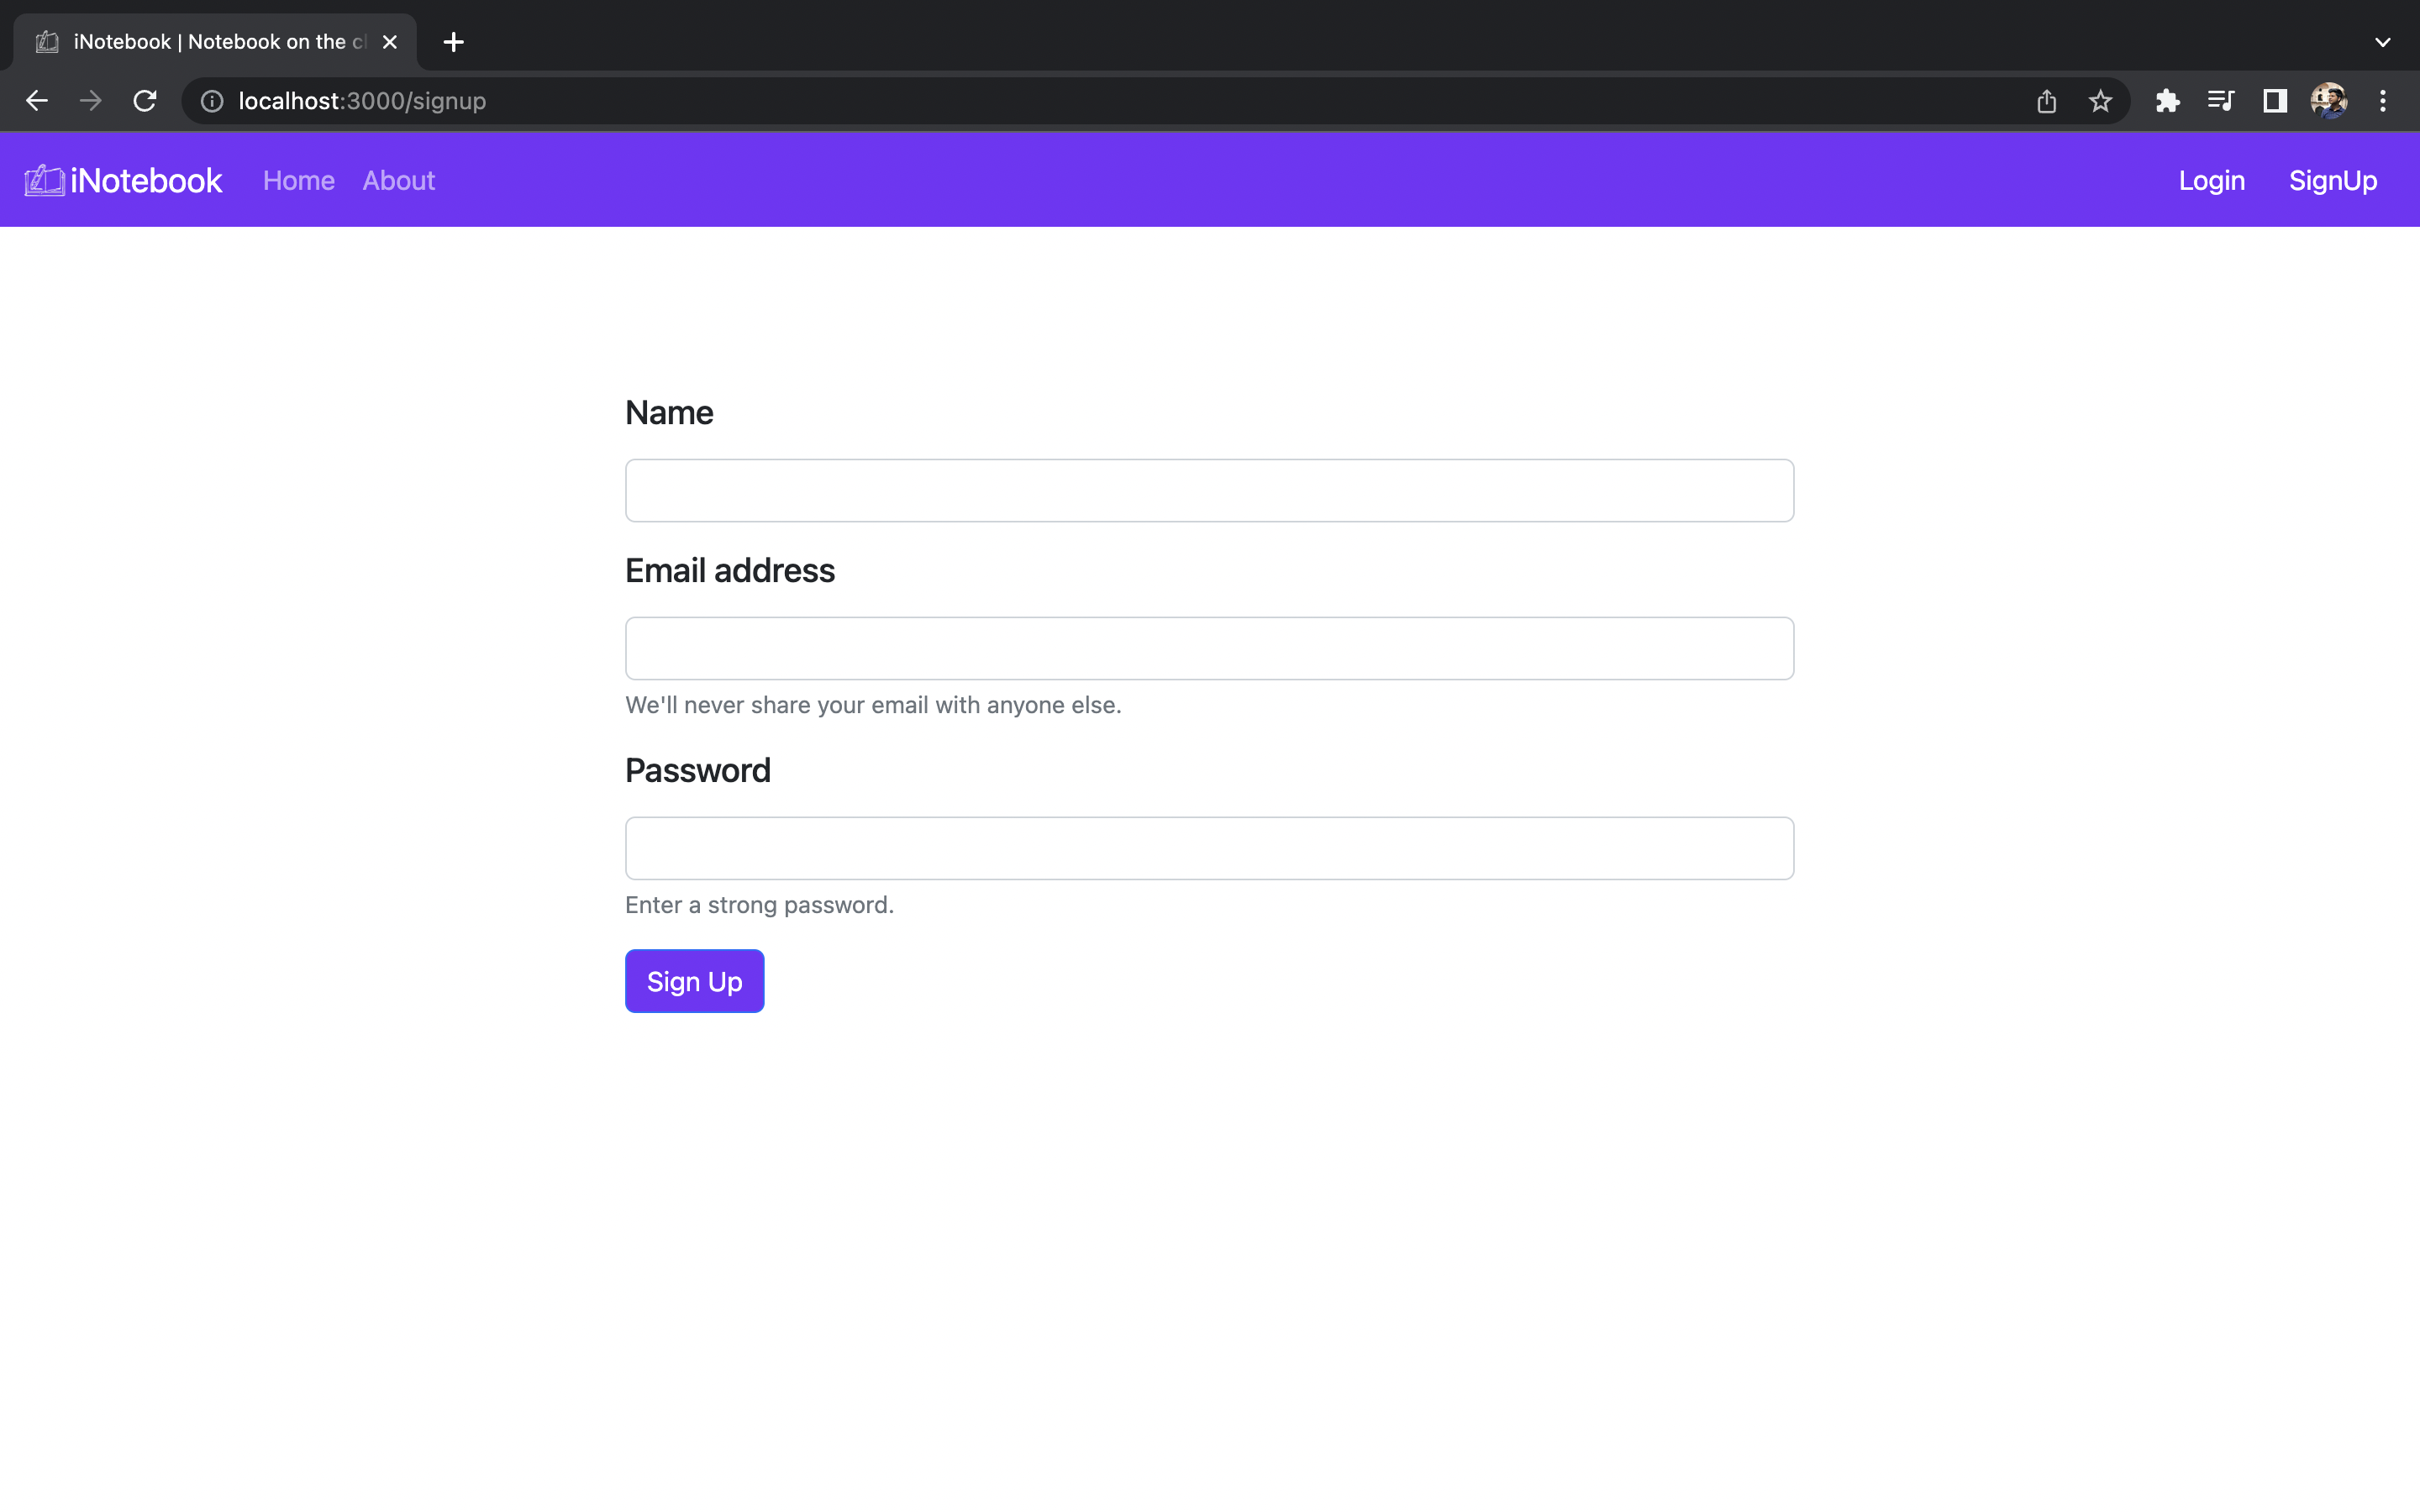 iNotebook | Notebook on the
localhost:3000/signup
iNotebook Home About Login SignUp
Name
Email address
We'll never share your email with anyone else.
Password
Enter a strong password.
Sign Up